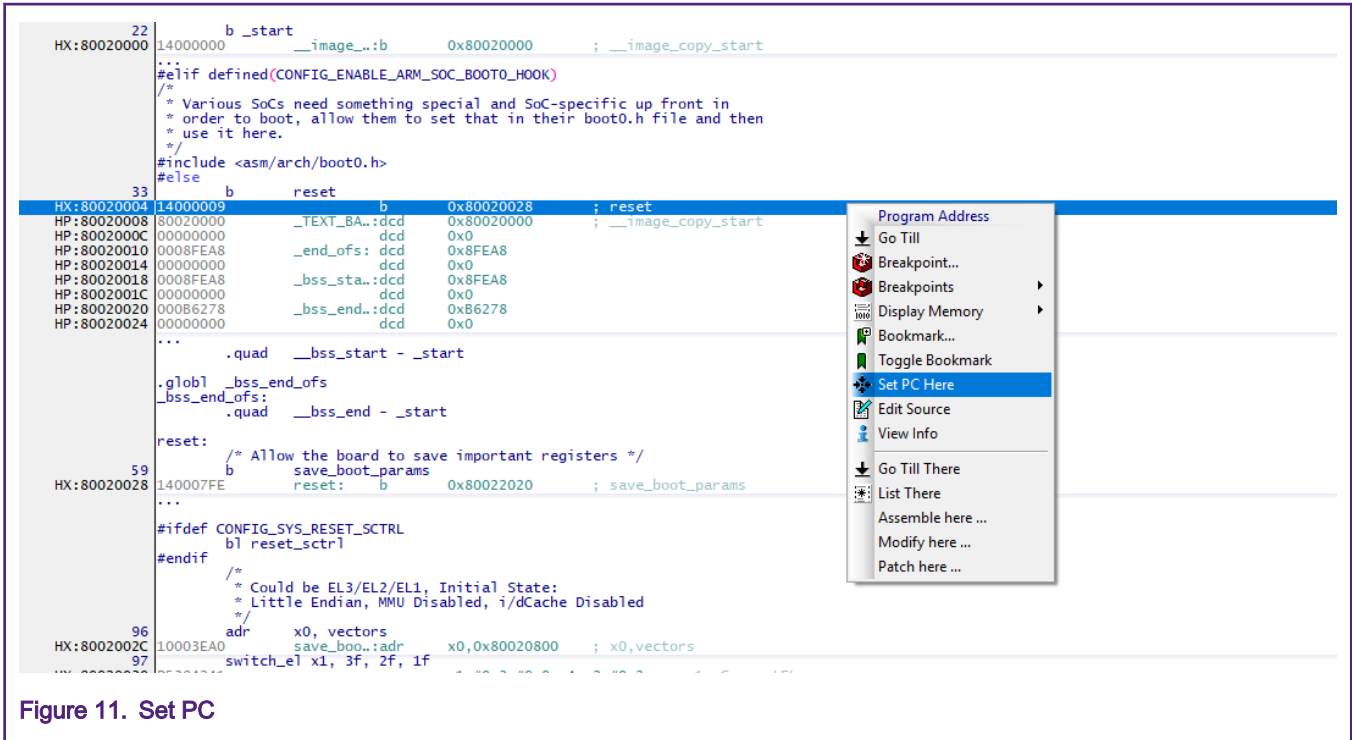 22 b _start
HX:80020000 14000000 __image_..:b 0x80020000 ; __image_copy_start
...
#elif defined(CONFIG_ENABLE_ARM_SOC_BOOT0_HOOK)
/*
* Various SoCs need something special and SoC-specific up front in
* order to boot, allow them to set that in their boot0.h file and then
* use it here.
*/
#include <asm/arch/boot0.h>
#else
33 b reset
HX:80020004 14000009 b 0x80020028 ; reset
HP:80020008 80020000 _TEXT_BA..:dcd 0x80020000 ; __image_copy_start
HP:8002000C 00000000 dcd 0x0
HP:80020010 0008FEA8 _end_ofs: dcd 0x8FEA8
HP:80020014 00000000 dcd 0x0
HP:80020018 0008FEA8 _bss_sta..:dcd 0x8FEA8
HP:8002001C 00000000 dcd 0x0
HP:80020020 000B6278 _bss_end..:dcd 0xB6278
HP:80020024 00000000 dcd 0x0
...
.quad __bss_start - _start
.globl _bss_end_ofs
_bss_end_ofs:
.quad __bss_end - _start
reset:
/* Allow the board to save important registers */
59 b save_boot_params
HX:80020028 140007FE reset: b 0x80022020 ; save_boot_params
...
#ifdef CONFIG_SYS_RESET_SCTRL
bl reset_sctrl
#endif
/*
* Could be EL3/EL2/EL1, Initial State:
* Little Endian, MMU Disabled, i/dCache Disabled
*/
96 adr x0, vectors
HX:8002002C 10003EA0 save_boo..:adr x0,0x80020800 ; x0,vectors
97 switch_el x1, 3f, 2f, 1f
Program Address
Go Till
Breakpoint...
Breakpoints
Display Memory
Bookmark...
Toggle Bookmark
Set PC Here
Edit Source
View Info
Go Till There
List There
Assemble here ...
Modify here ...
Patch here ...
Figure 11. Set PC